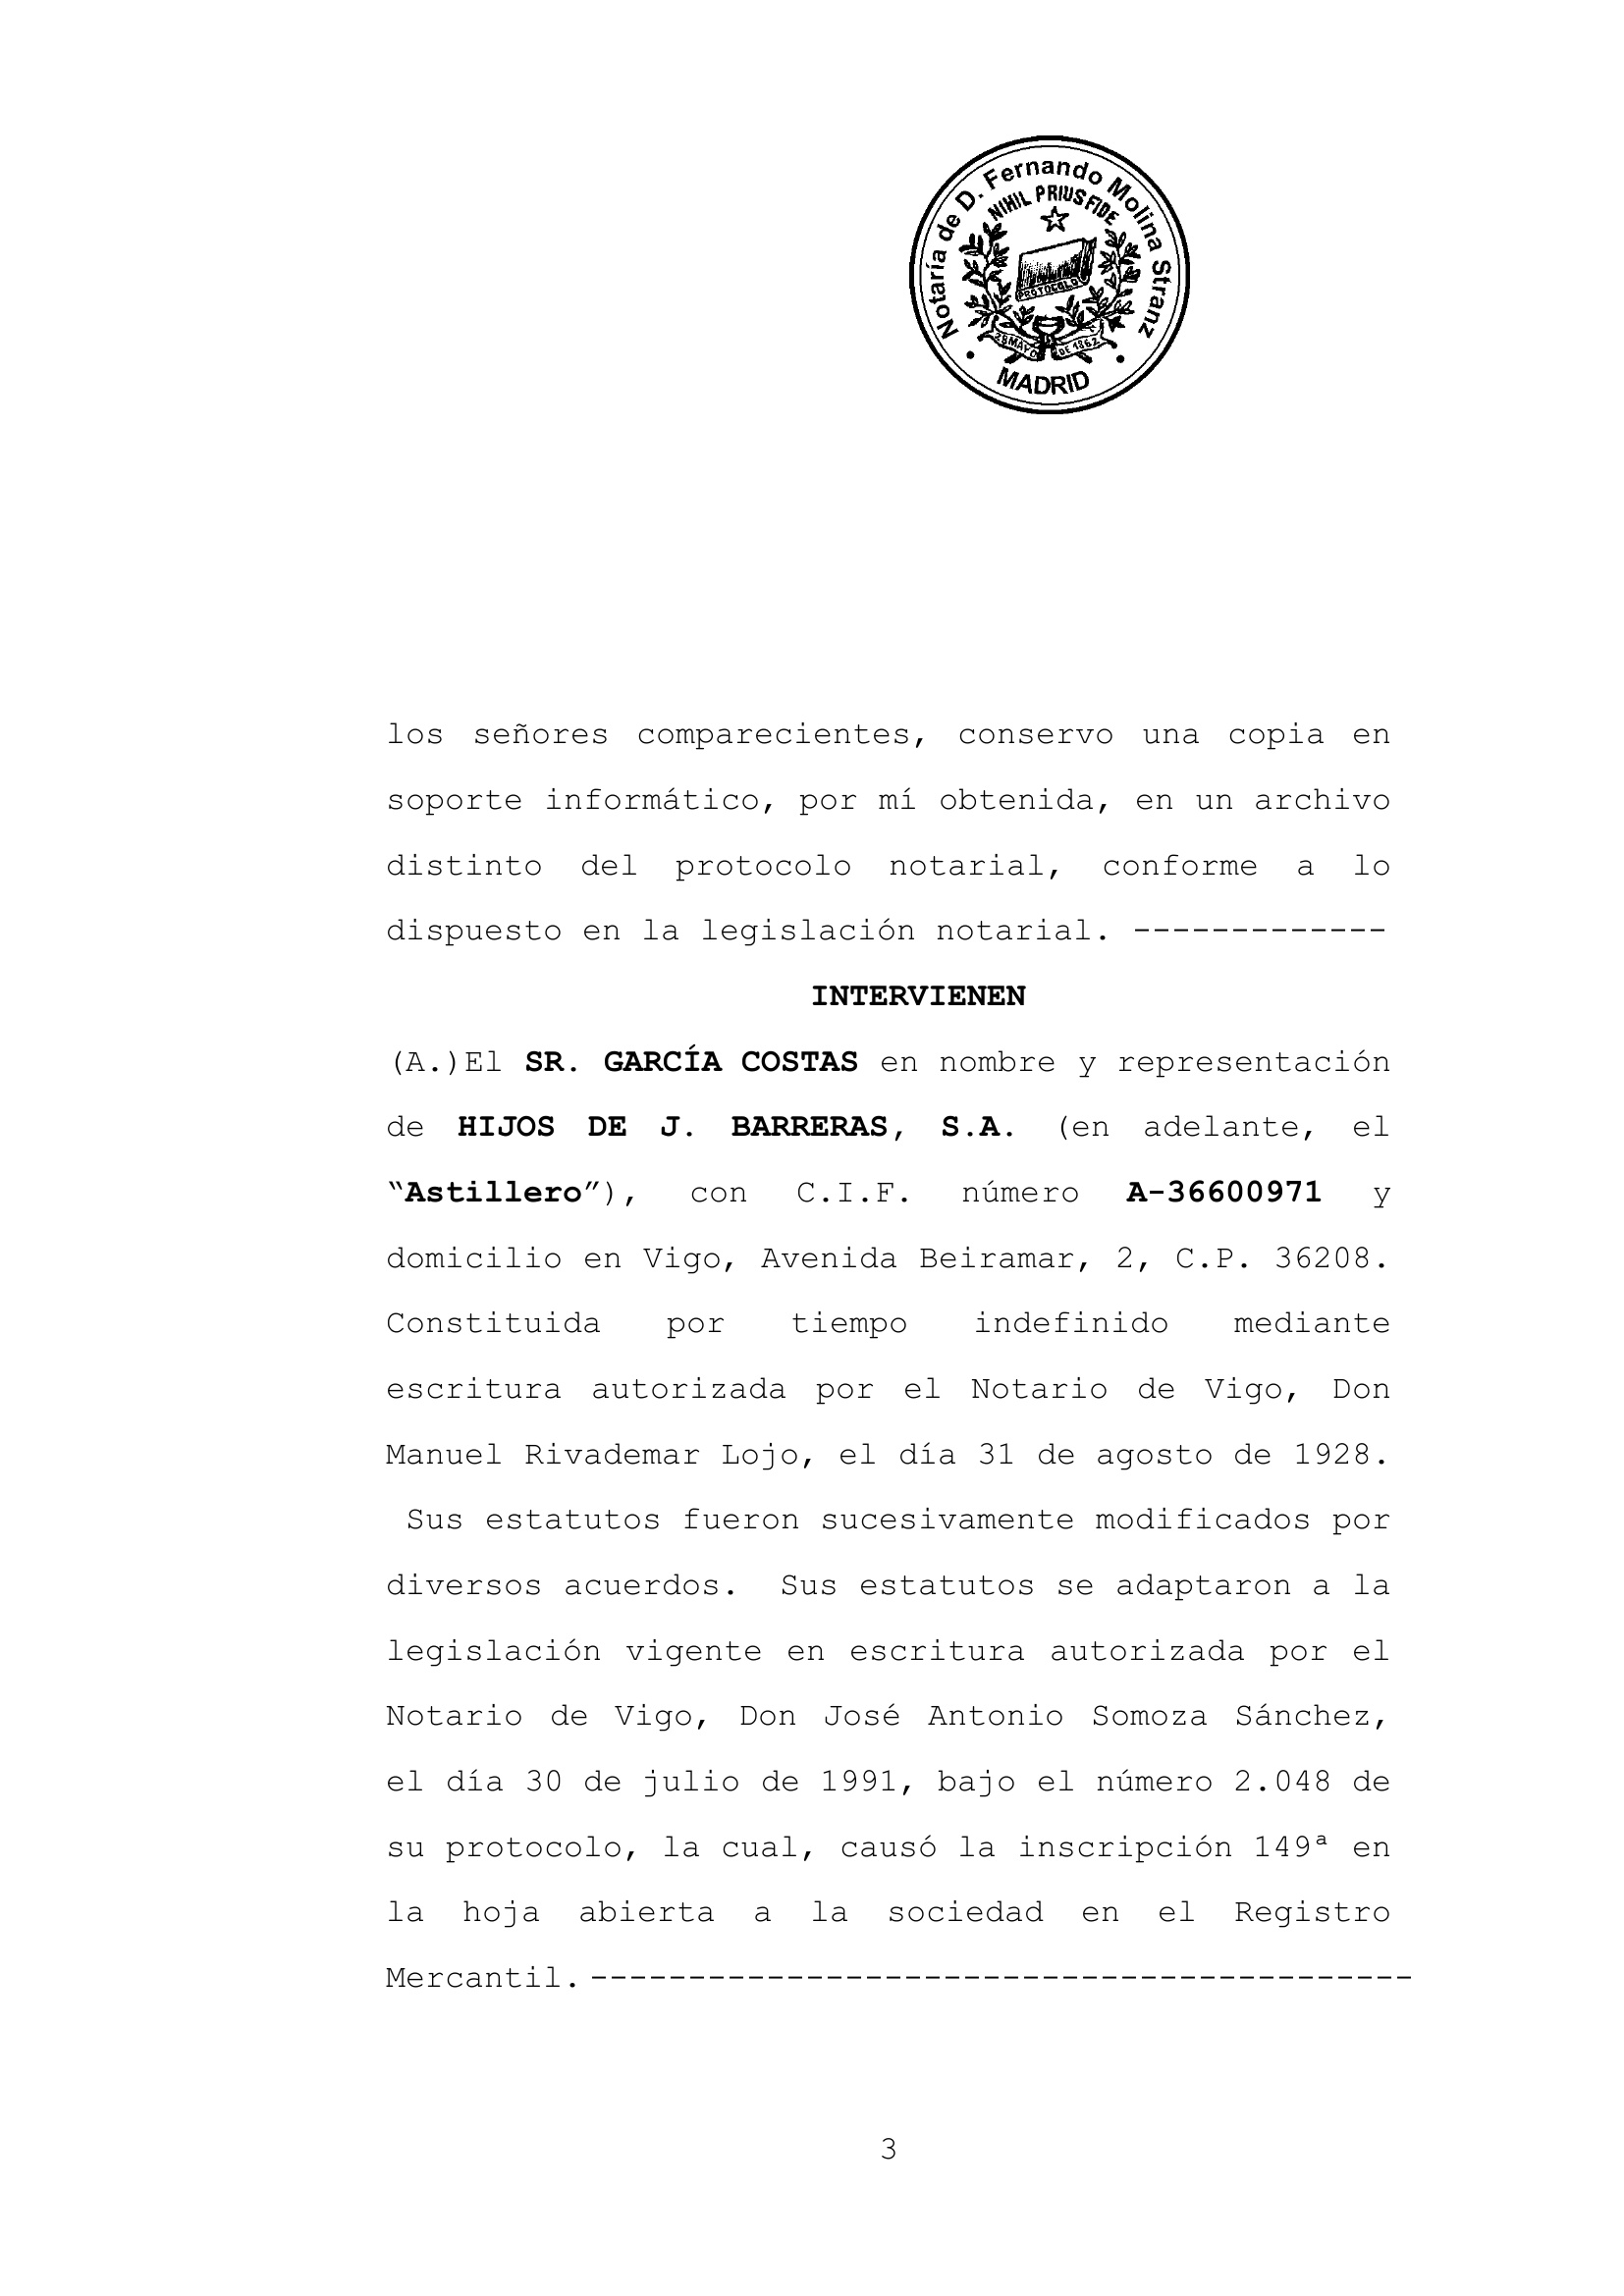 Notaría de D. Fernando Molina Stranz
NIHIL PRIUS FIDE
PROTOCOLO
28 MAYO DE 1862
MADRID
los señores comparecientes, conservo una copia en
soporte informático, por mí obtenida, en un archivo
distinto del protocolo notarial, conforme a lo
dispuesto en la legislación notarial. -------------
INTERVIENEN
(A.)El SR. GARCÍA COSTAS en nombre y representación
de HIJOS DE J. BARRERAS, S.A. (en adelante, el
“Astillero”), con C.I.F. número A-36600971 y
domicilio en Vigo, Avenida Beiramar, 2, C.P. 36208.
Constituida por tiempo indefinido mediante
escritura autorizada por el Notario de Vigo, Don
Manuel Rivademar Lojo, el día 31 de agosto de 1928.
Sus estatutos fueron sucesivamente modificados por
diversos acuerdos. Sus estatutos se adaptaron a la
legislación vigente en escritura autorizada por el
Notario de Vigo, Don José Antonio Somoza Sánchez,
el día 30 de julio de 1991, bajo el número 2.048 de
su protocolo, la cual, causó la inscripción 149ª en
la hoja abierta a la sociedad en el Registro
Mercantil. ------------------------------------------
3